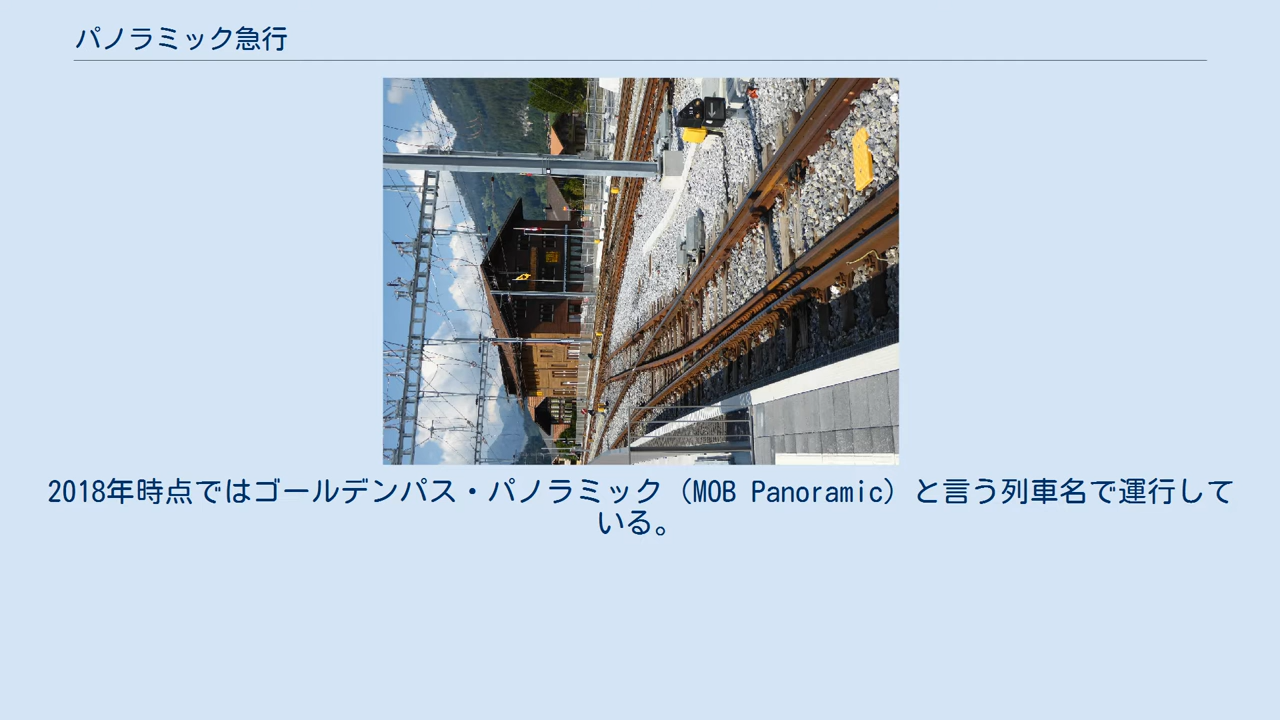 パノラミック急行
2018年時点ではゴールデンパス・パノラミック（MOB Panoramic）と言う列車名で運行して
いる。